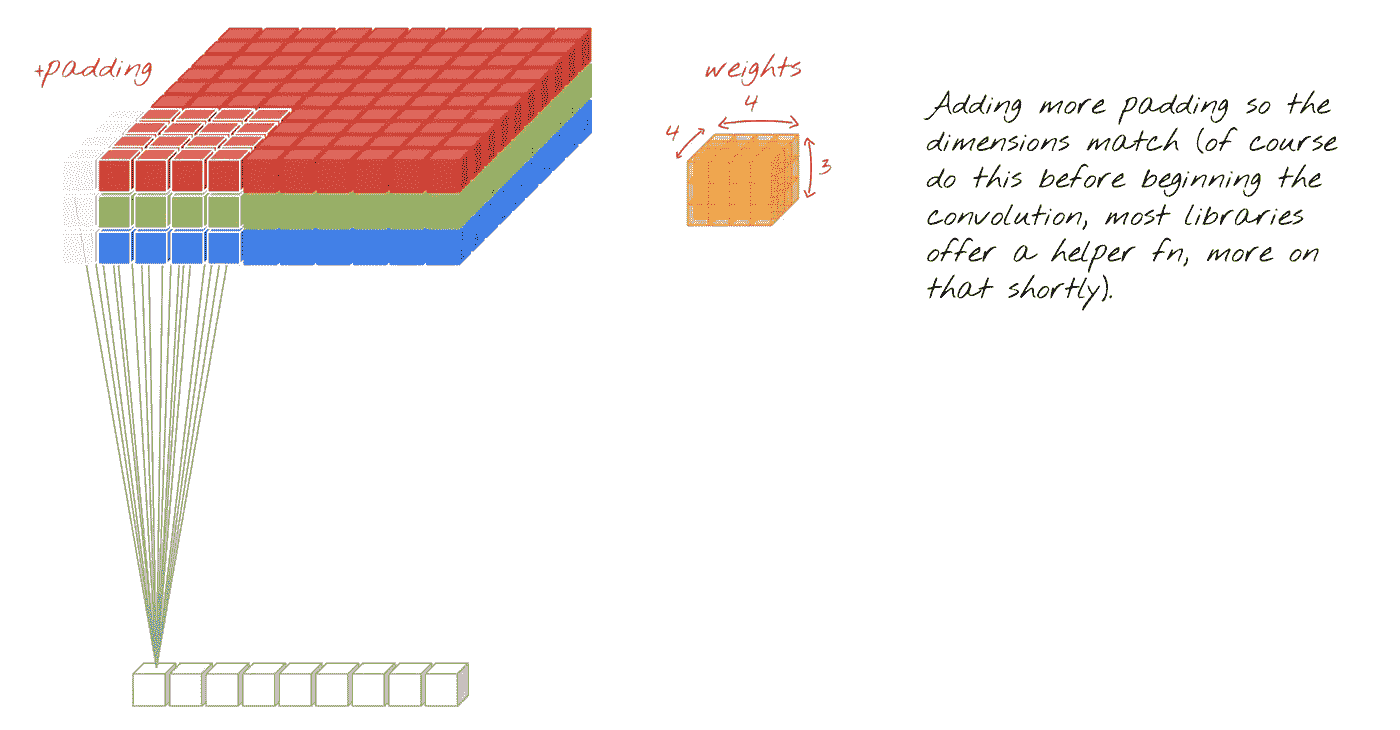 +padding
weights
4
4
3
Adding more padding so the
dimensions match (of course
do this before beginning the
convolution, most libraries
offer a helper fn, more on
that shortly).